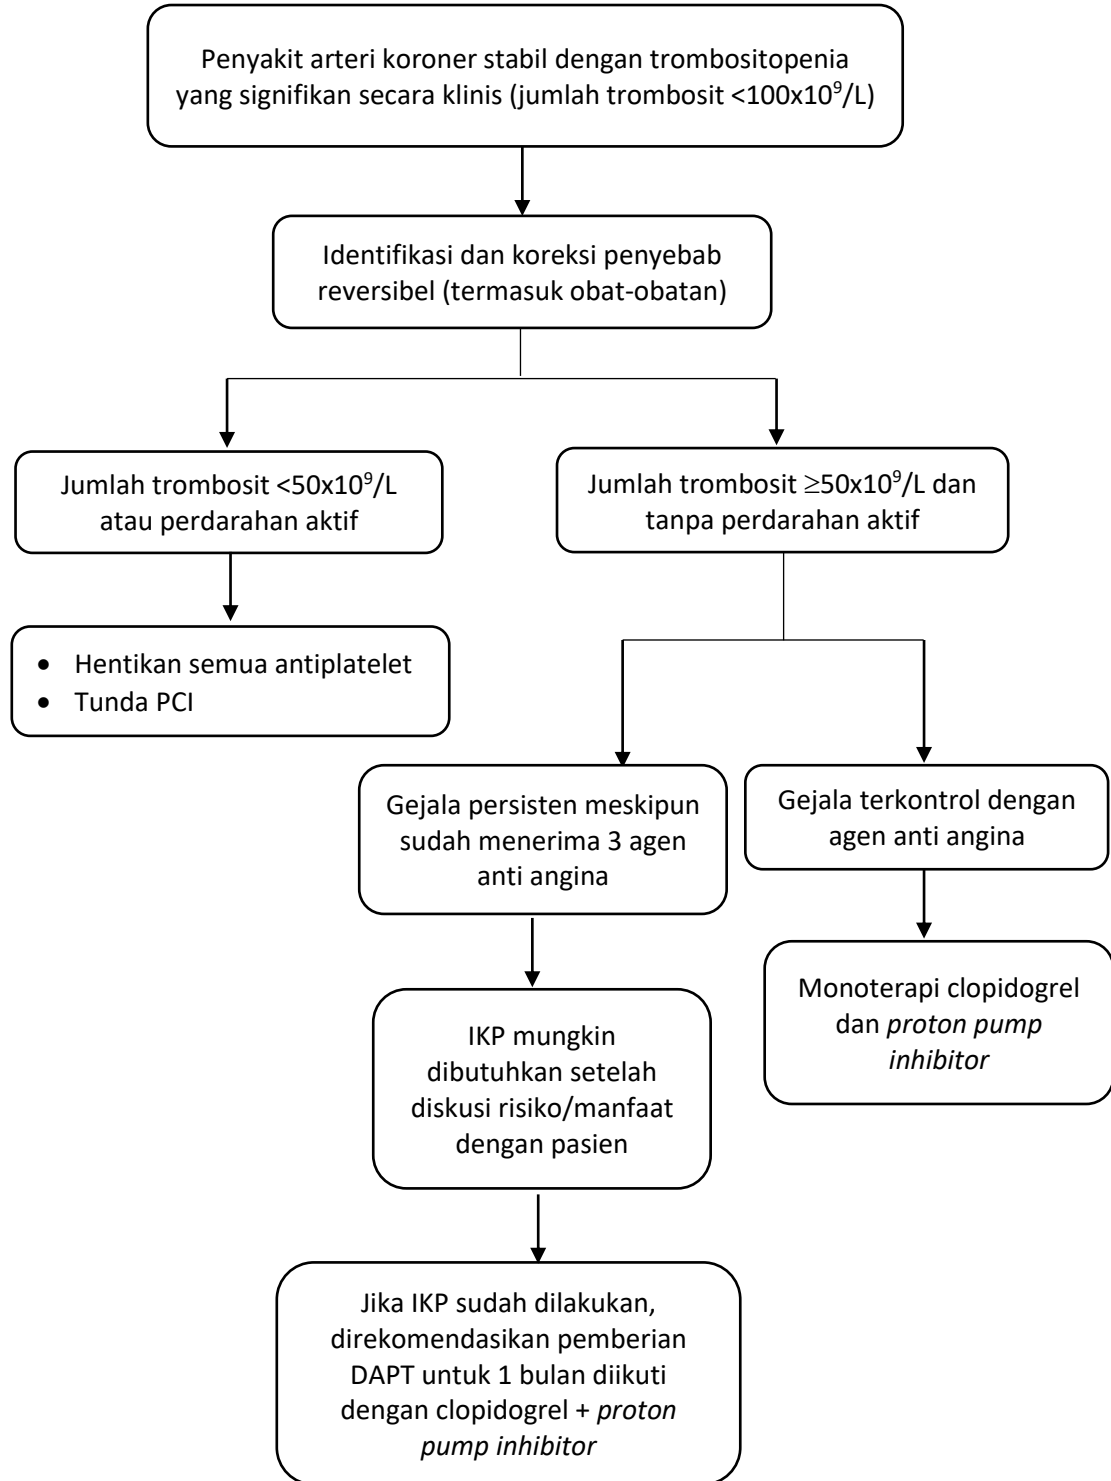 Penyakit arteri koroner stabil dengan trombositopenia
yang signifikan secara klinis (jumlah trombosit <100x10⁹/L)
Identifikasi dan koreksi penyebab
reversibel (termasuk obat-obatan)
Jumlah trombosit <50x10⁹/L
atau perdarahan aktif
Jumlah trombosit ≥50x10⁹/L dan
tanpa perdarahan aktif
• Hentikan semua antiplatelet
• Tunda PCI
Gejala persisten meskipun
sudah menerima 3 agen
anti angina
Gejala terkontrol dengan
agen anti angina
IKP mungkin
dibutuhkan setelah
diskusi risiko/manfaat
dengan pasien
Monoterapi clopidogrel
dan proton pump
inhibitor
Jika IKP sudah dilakukan,
direkomendasikan pemberian
DAPT untuk 1 bulan diikuti
dengan clopidogrel + proton
pump inhibitor